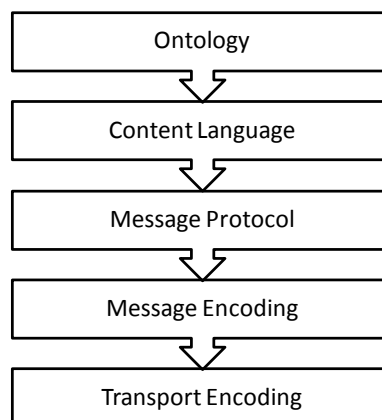 Ontology
Content Language
Message Protocol
Message Encoding
Transport Encoding